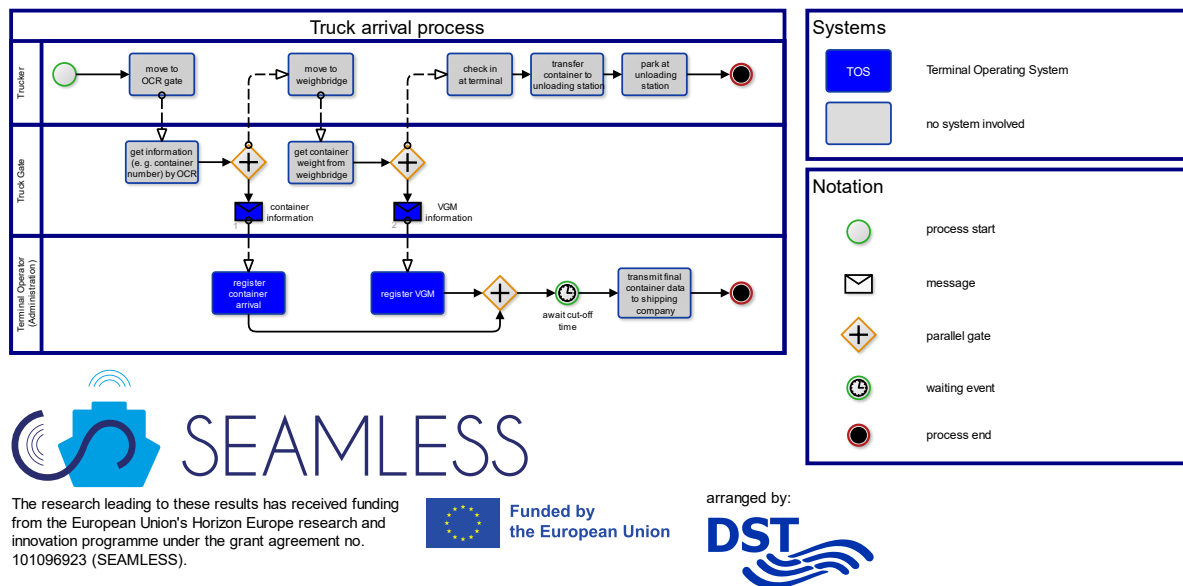 Truck arrival process
Trucker
move to
OCR gate
move to
weighbridge
check in
at terminal
transfer
container to
unloading station
park at
unloading
station
Truck Gate
get information
(e. g. container
number) by OCR
get container
weight from
weighbridge
container
information
1
VGM
information
2
Terminal Operator
(Administration)
register
container
arrival
register VGM
await cut-off
time
transmit final
container data
to shipping
company
Systems
TOS
Terminal Operating System
no system involved
Notation
process start
message
parallel gate
waiting event
process end
SEAMLESS
The research leading to these results has received funding
from the European Union's Horizon Europe research and
innovation programme under the grant agreement no.
101096923 (SEAMLESS).
Funded by
the European Union
arranged by:
DST